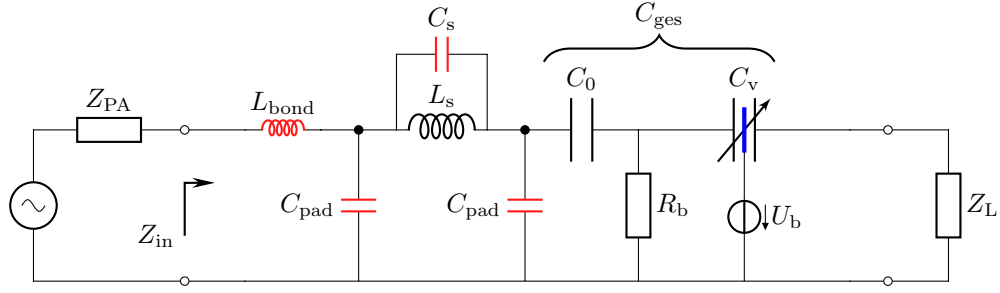 C_ges
C_s
C_0
C_v
Z_PA
L_bond
L_s
C_pad
C_pad
R_b
U_b
Z_L
Z_in